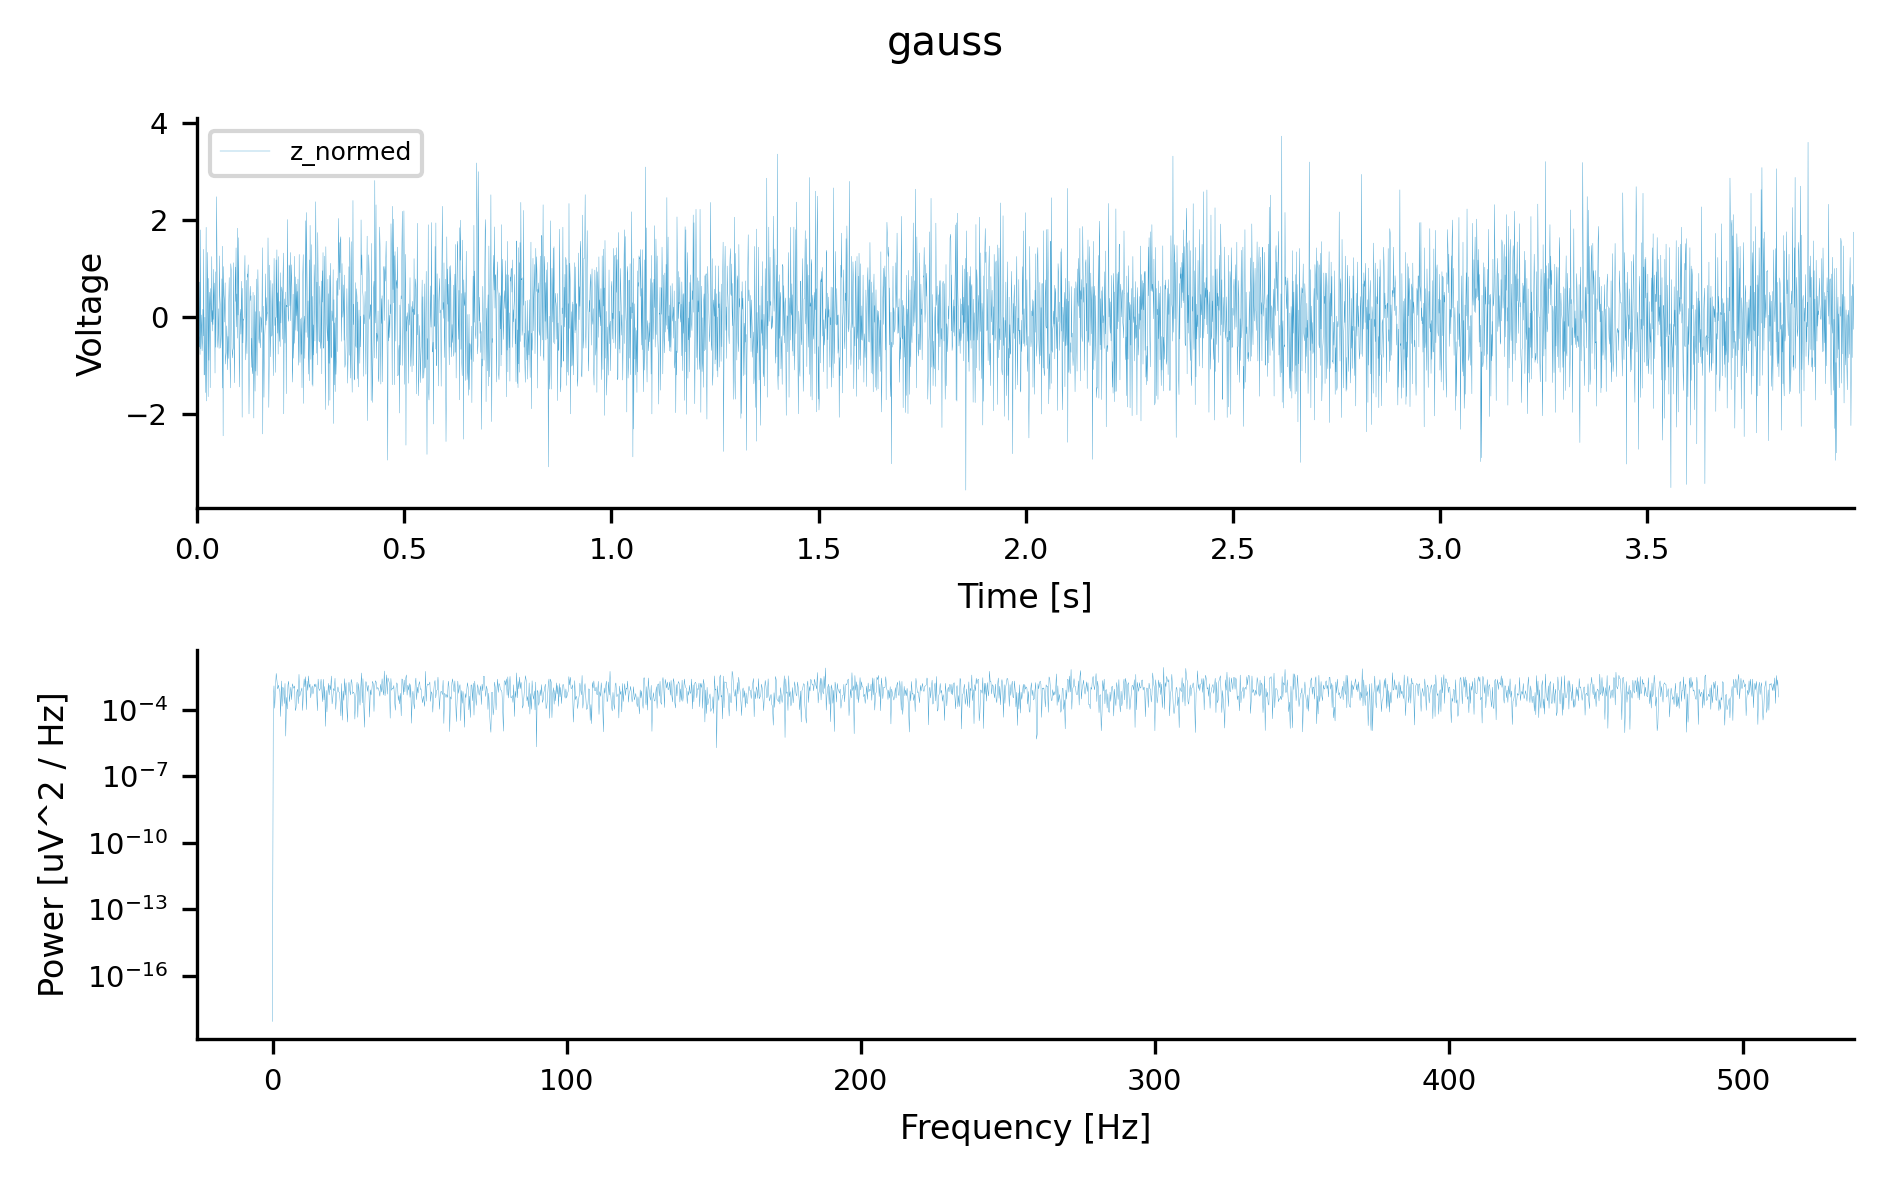 gauss
4
2
0
−2
Voltage
z_normed
0.0 0.5 1.0 1.5 2.0 2.5 3.0 3.5
Time [s]
10⁻⁴
10⁻⁷
10⁻¹⁰
10⁻¹³
10⁻¹⁶
Power [uV^2 / Hz]
0 100 200 300 400 500
Frequency [Hz]